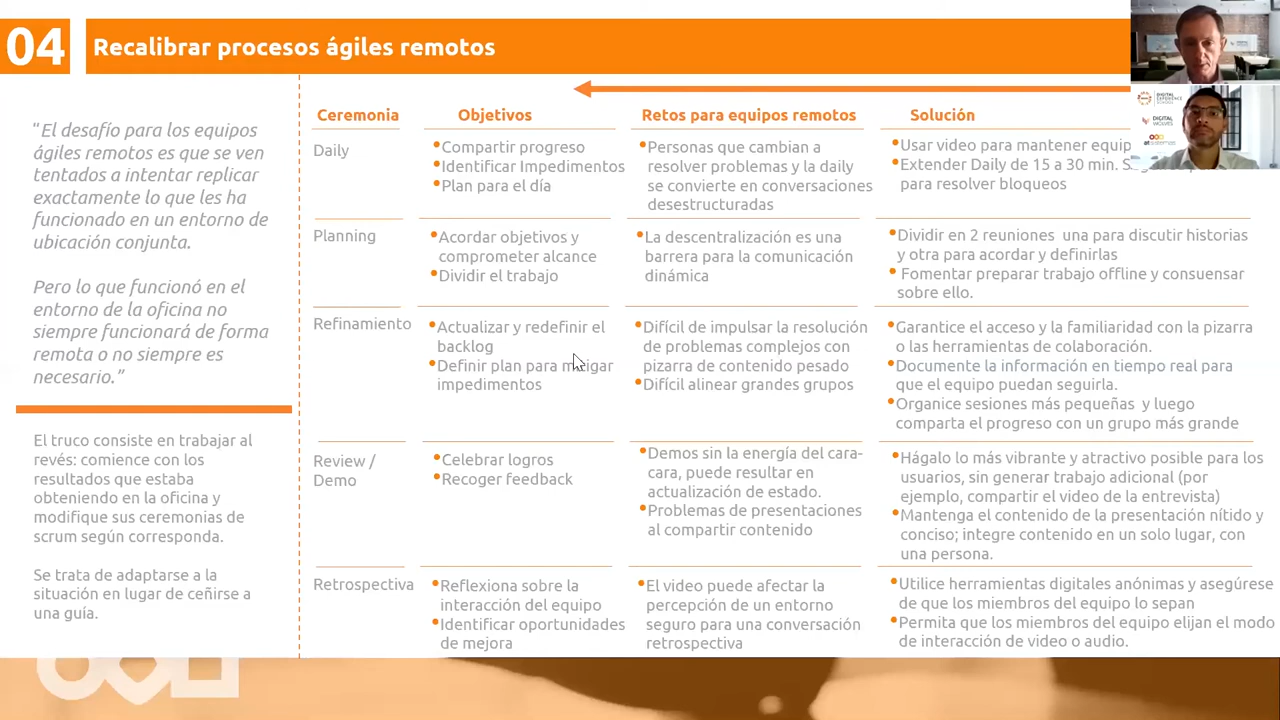 04
Recalibrar procesos ágiles remotos
"El desafío para los equipos
ágiles remotos es que se ven
tentados a intentar replicar
exactamente lo que les ha
funcionado en un entorno de
ubicación conjunta.
Pero lo que funcionó en el
entorno de la oficina no
siempre funcionará de forma
remota o no siempre es
necesario."
El truco consiste en trabajar al
revés: comience con los
resultados que estaba
obteniendo en la oficina y
modifique sus ceremonias de
scrum según corresponda.
Se trata de adaptarse a la
situación en lugar de ceñirse a
una guía.
Ceremonia
Objetivos
Retos para equipos remotos
Solución
Daily
•Compartir progreso
•Identificar Impedimentos
•Plan para el día
•Personas que cambian a
resolver problemas y la daily
se convierte en conversaciones
desestructuradas
•Usar video para mantener
•Extender Daily de 15 a 30 min.
para resolver bloqueos
Planning
•Acordar objetivos y
comprometer alcance
•Dividir el trabajo
•La descentralización es una
barrera para la comunicación
dinámica
•Dividir en 2 reuniones una para discutir historias
y otra para acordar y definirlas
• Fomentar preparar trabajo offline y consuensar
sobre ello.
Refinamiento
•Actualizar y redefinir el
backlog
•Definir plan para mitigar
impedimentos
•Difícil de impulsar la resolución
de problemas complejos con
pizarra de contenido pesado
•Difícil alinear grandes grupos
•Garantice el acceso y la familiaridad con la pizarra
o las herramientas de colaboración.
•Documente la información en tiempo real para
que el equipo puedan seguirla.
•Organice sesiones más pequeñas y luego
comparta el progreso con un grupo más grande
Review /
Demo
•Celebrar logros
•Recoger feedback
•Demos sin la energía del cara-
cara, puede resultar en
actualización de estado.
•Problemas de presentaciones
al compartir contenido
•Hágalo lo más vibrante y atractivo posible para los
usuarios, sin generar trabajo adicional (por
ejemplo, compartir el video de la entrevista)
•Mantenga el contenido de la presentación nítido y
conciso; integre contenido en un solo lugar, con
una persona.
Retrospectiva
•Reflexiona sobre la
interacción del equipo
•Identificar oportunidades
de mejora
•El video puede afectar la
percepción de un entorno
seguro para una conversación
retrospectiva
•Utilice herramientas digitales anónimas y asegúrese
de que los miembros del equipo lo sepan
•Permita que los miembros del equipo elijan el modo
de interacción de video o audio.
DIGITAL
EXPERIENCE
DIGITAL
WOLVES
atSistemas